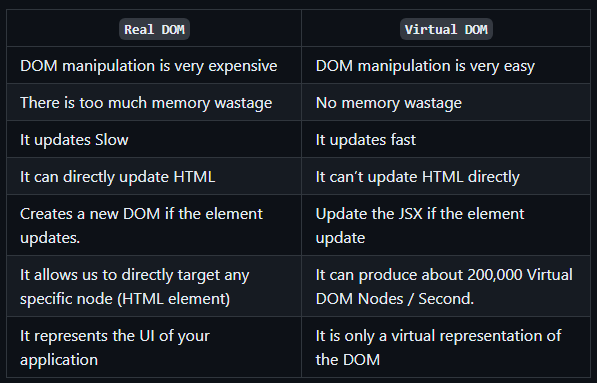 Real DOM
Virtual DOM
DOM manipulation is very expensive
DOM manipulation is very easy
There is too much memory wastage
No memory wastage
It updates Slow
It updates fast
It can directly update HTML
It can’t update HTML directly
Creates a new DOM if the element
updates.
Update the JSX if the element
update
It allows us to directly target any
specific node (HTML element)
It can produce about 200,000 Virtual
DOM Nodes / Second.
It represents the UI of your
application
It is only a virtual representation of
the DOM